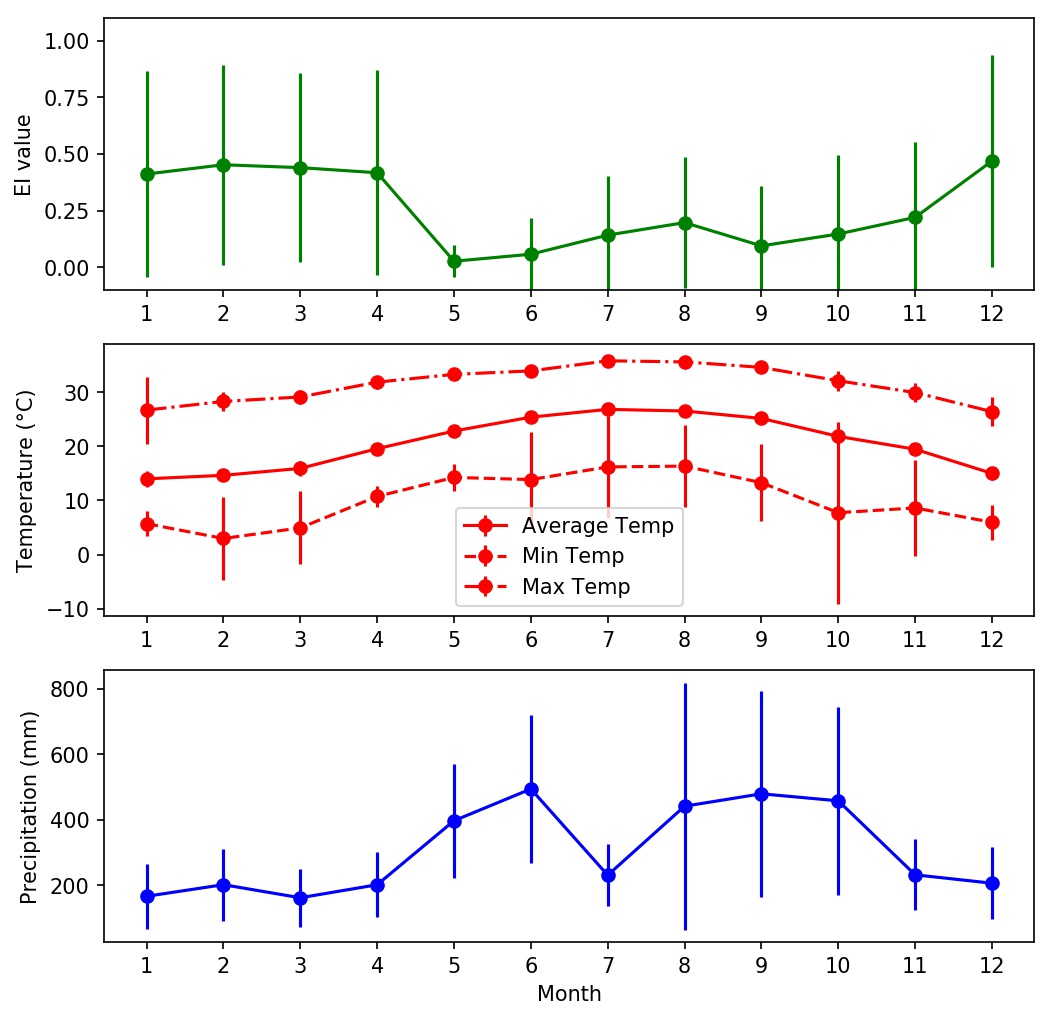 1.00
0.75
0.50
0.25
0.00
EI value
1 2 3 4 5 6 7 8 9 10 11 12
30
20
10
0
−10
Temperature (°C)
Average Temp
Min Temp
Max Temp
1 2 3 4 5 6 7 8 9 10 11 12
800
600
400
200
Precipitation (mm)
1 2 3 4 5 6 7 8 9 10 11 12
Month